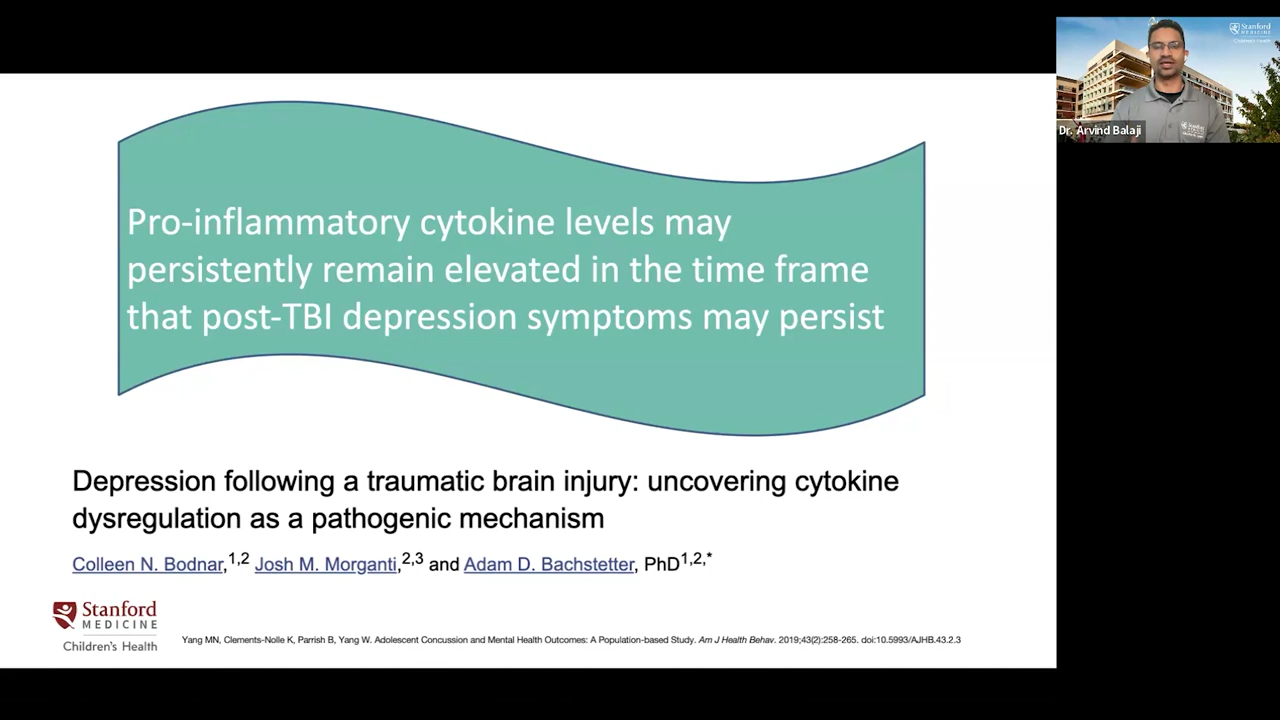 Stanford
MEDICINE
Children's Health
Dr. Arvind Balaji
Pro-inflammatory cytokine levels may
persistently remain elevated in the time frame
that post-TBI depression symptoms may persist
Depression following a traumatic brain injury: uncovering cytokine
dysregulation as a pathogenic mechanism
Colleen N. Bodnar,1,2 Josh M. Morganti,2,3 and Adam D. Bachstetter, PhD1,2,*
Stanford
MEDICINE
Children's Health
Yang MN, Clements-Nolle K, Parrish B, Yang W. Adolescent Concussion and Mental Health Outcomes: A Population-based Study. Am J Health Behav. 2019;43(2):258-265. doi:10.5993/AJHB.43.2.3